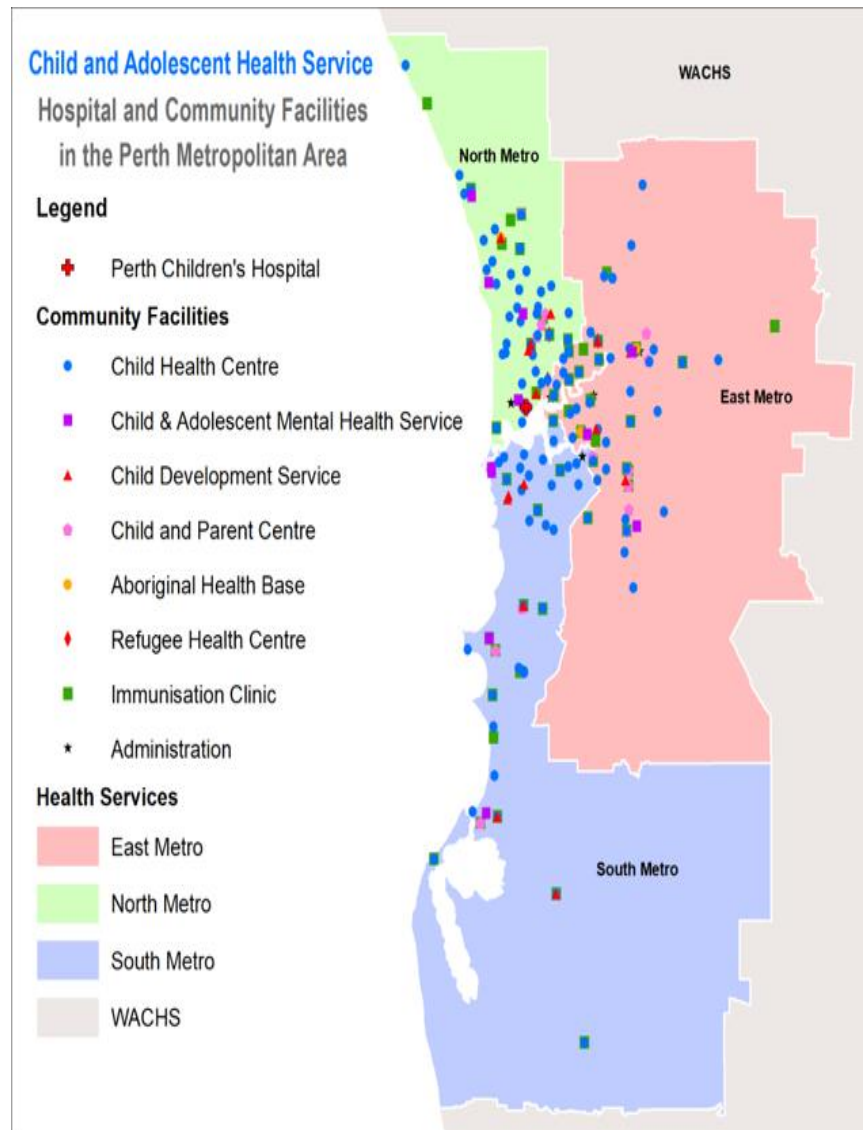 Child and Adolescent Health Service
Hospital and Community Facilities
in the Perth Metropolitan Area
Legend
Perth Children's Hospital
Community Facilities
Child Health Centre
Child & Adolescent Mental Health Service
Child Development Service
Child and Parent Centre
Aboriginal Health Base
Refugee Health Centre
Immunisation Clinic
Administration
Health Services
East Metro
North Metro
South Metro
WACHS
WACHS
North Metro
East Metro
South Metro